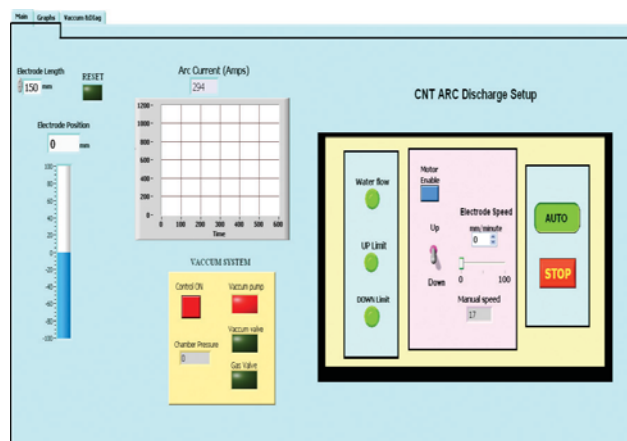 Main Graphs Vaccum &Gag
Electrode Length
150 mm
RESET
Electrode Position
0 mm
100
80
60
40
20
0
-20
-40
-60
-80
-100
Arc Current (Amps)
294
1200
1000
800
600
400
200
0
0 100 200 300 400 500 600
Time
VACCUM SYSTEM
Control ON
Vaccum pump
Vaccum valve
Chamber Pressure
0
Gas Valve
CNT ARC Discharge Setup
Water flow
UP Limit
DOWN Limit
Motor
Enable
Electrode Speed
Up
mm/minute
0
Down
0 100
Manual speed
17
AUTO
STOP